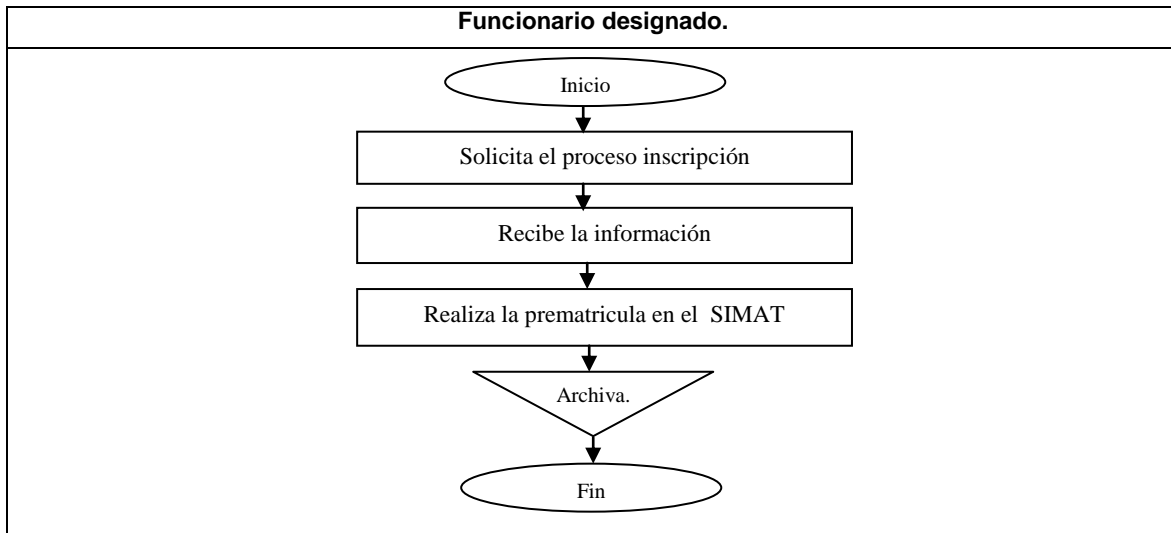 Funcionario designado.
Inicio
Solicita el proceso inscripción
Recibe la información
Realiza la prematricula en el SIMAT
Archiva.
Fin